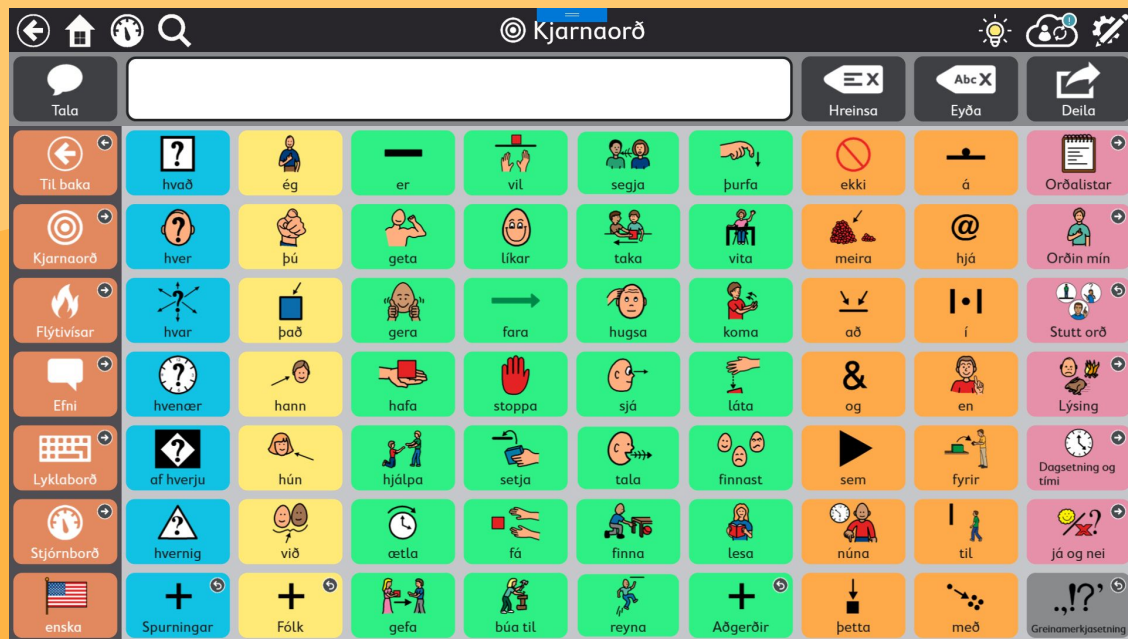 Kjarnaorð
Tala
Abc X
Hreinsa
Eyða
Deila
Til baka
hvað
ég
er
vil
segja
þurfa
ekki
á
Orðalistar
Kjarnaorð
hver
þú
geta
líkar
taka
vita
meira
@
hjá
Orðin mín
Flýtivísar
hvar
það
gera
fara
hugsa
koma
að
í
Stutt orð
Efni
hvenær
hann
hafa
stoppa
sjá
láta
&
og
en
Lýsing
Lyklaborð
af hverju
hún
hjálpa
setja
tala
finnast
sem
fyrir
Dagsetning og
tími
Stjórnborð
hvernig
við
ætla
fá
finna
lesa
núna
til
já og nei
enska
Spurningar
Fólk
gefa
búa til
reyna
Aðgerðir
þetta
með
.,!?’
Greinamerkjasetning